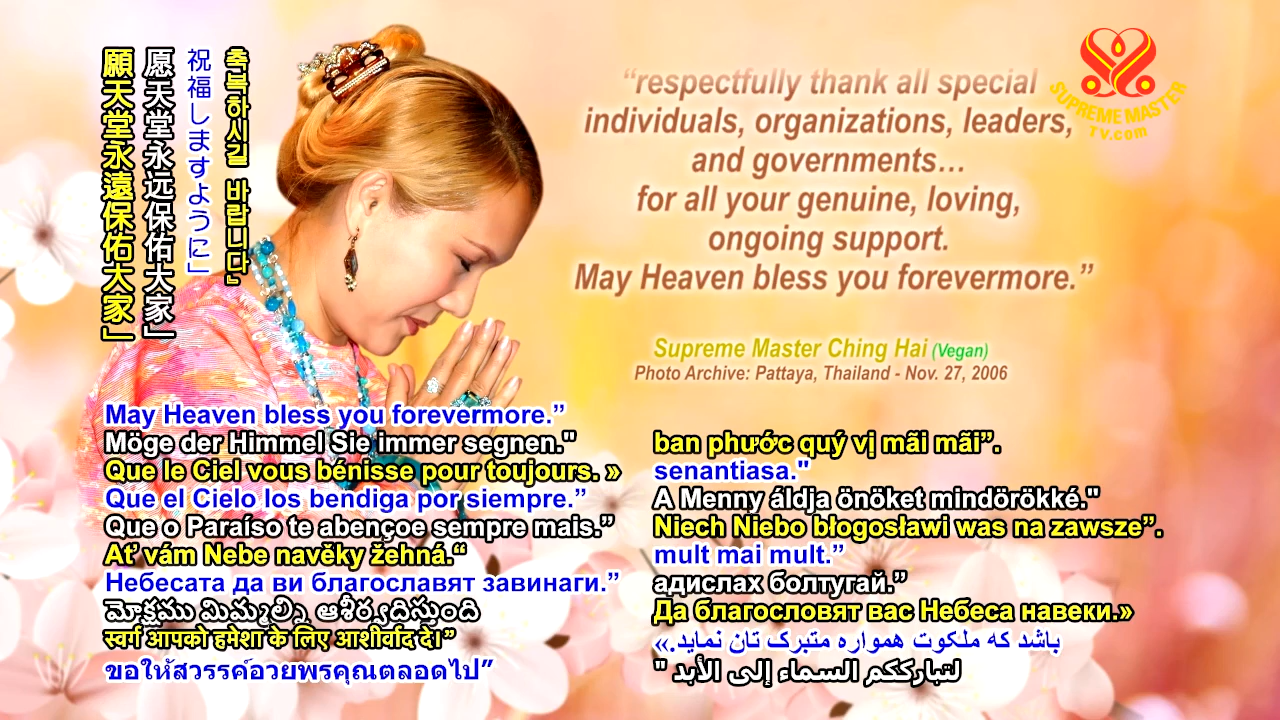 願天堂永遠保佑大家」
愿天堂永远保佑大家」
祝福しますように」
축복하시길 바랍니다』
“respectfully thank all special
individuals, organizations, leaders,
and governments…
for all your genuine, loving,
ongoing support.
May Heaven bless you forevermore.”
SUPREME MASTER
TV.com
Supreme Master Ching Hai (Vegan)
Photo Archive: Pattaya, Thailand - Nov. 27, 2006
May Heaven bless you forevermore.”
Möge der Himmel Sie immer segnen."
Que le Ciel vous bénisse pour toujours. »
Que el Cielo los bendiga por siempre.”
Que o Paraíso te abençoe sempre mais.”
Ať vám Nebe navěky žehná.“
Небесата да ви благославят завинаги.”
మోక్షము మిమ్మల్ని ఆశీర్వదిస్తుంది
स्वर्ग आपको हमेशा के लिए आशीर्वाद दे।”
ขอให้สวรรค์อวยพรคุณตลอดไป”
ban phước quý vị mãi mãi”.
senantiasa."
A Menny áldja önöket mindörökké."
Niech Niebo błogosławi was na zawsze”.
mult mai mult.”
адислах болтугай.”
Да благословят вас Небеса навеки.»
باشد که ملکوت همواره متبرک تان نماید.»
لتبارككم السماء إلى الأبد "